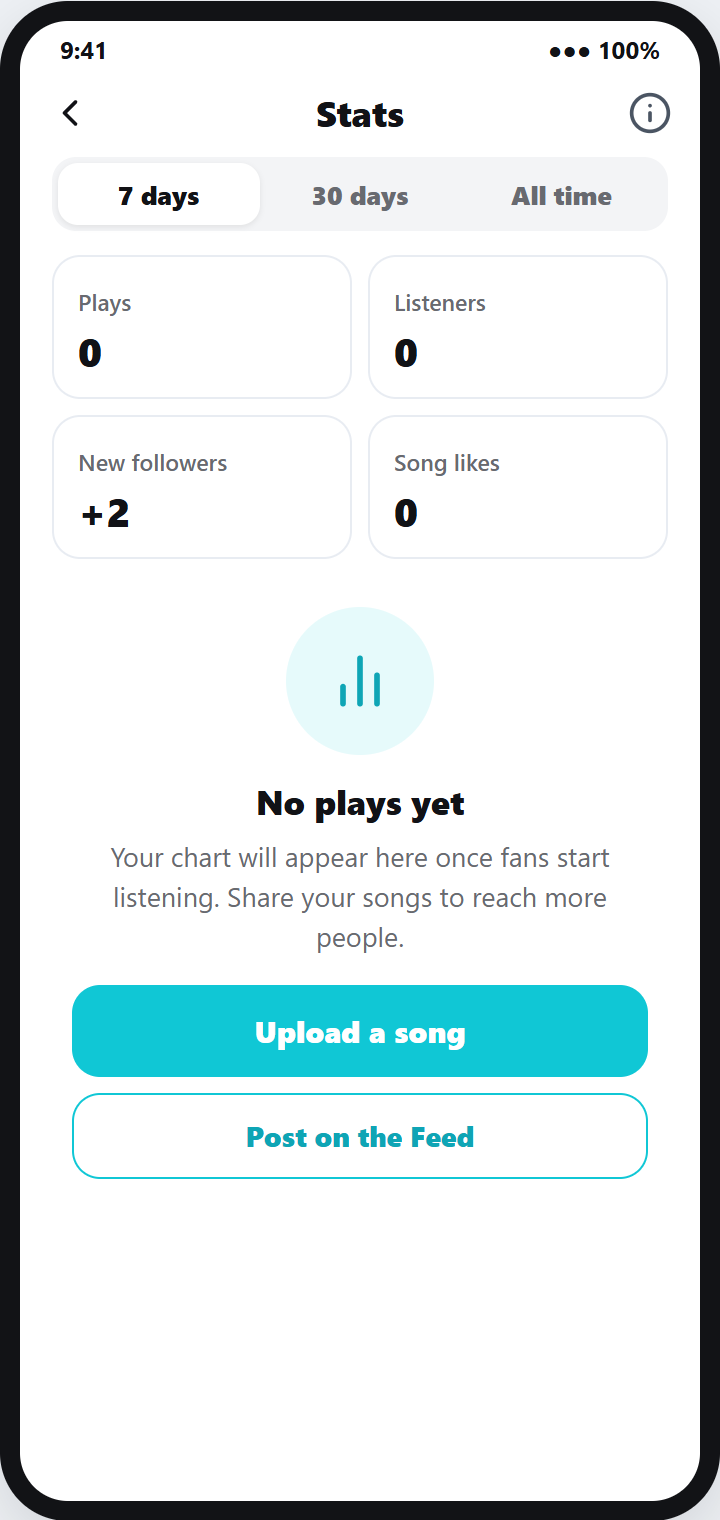 9:41
●●● 100%
Stats
7 days
30 days
All time
Plays
0
Listeners
0
New followers
+2
Song likes
0
No plays yet
Your chart will appear here once fans start
listening. Share your songs to reach more
people.
Upload a song
Post on the Feed